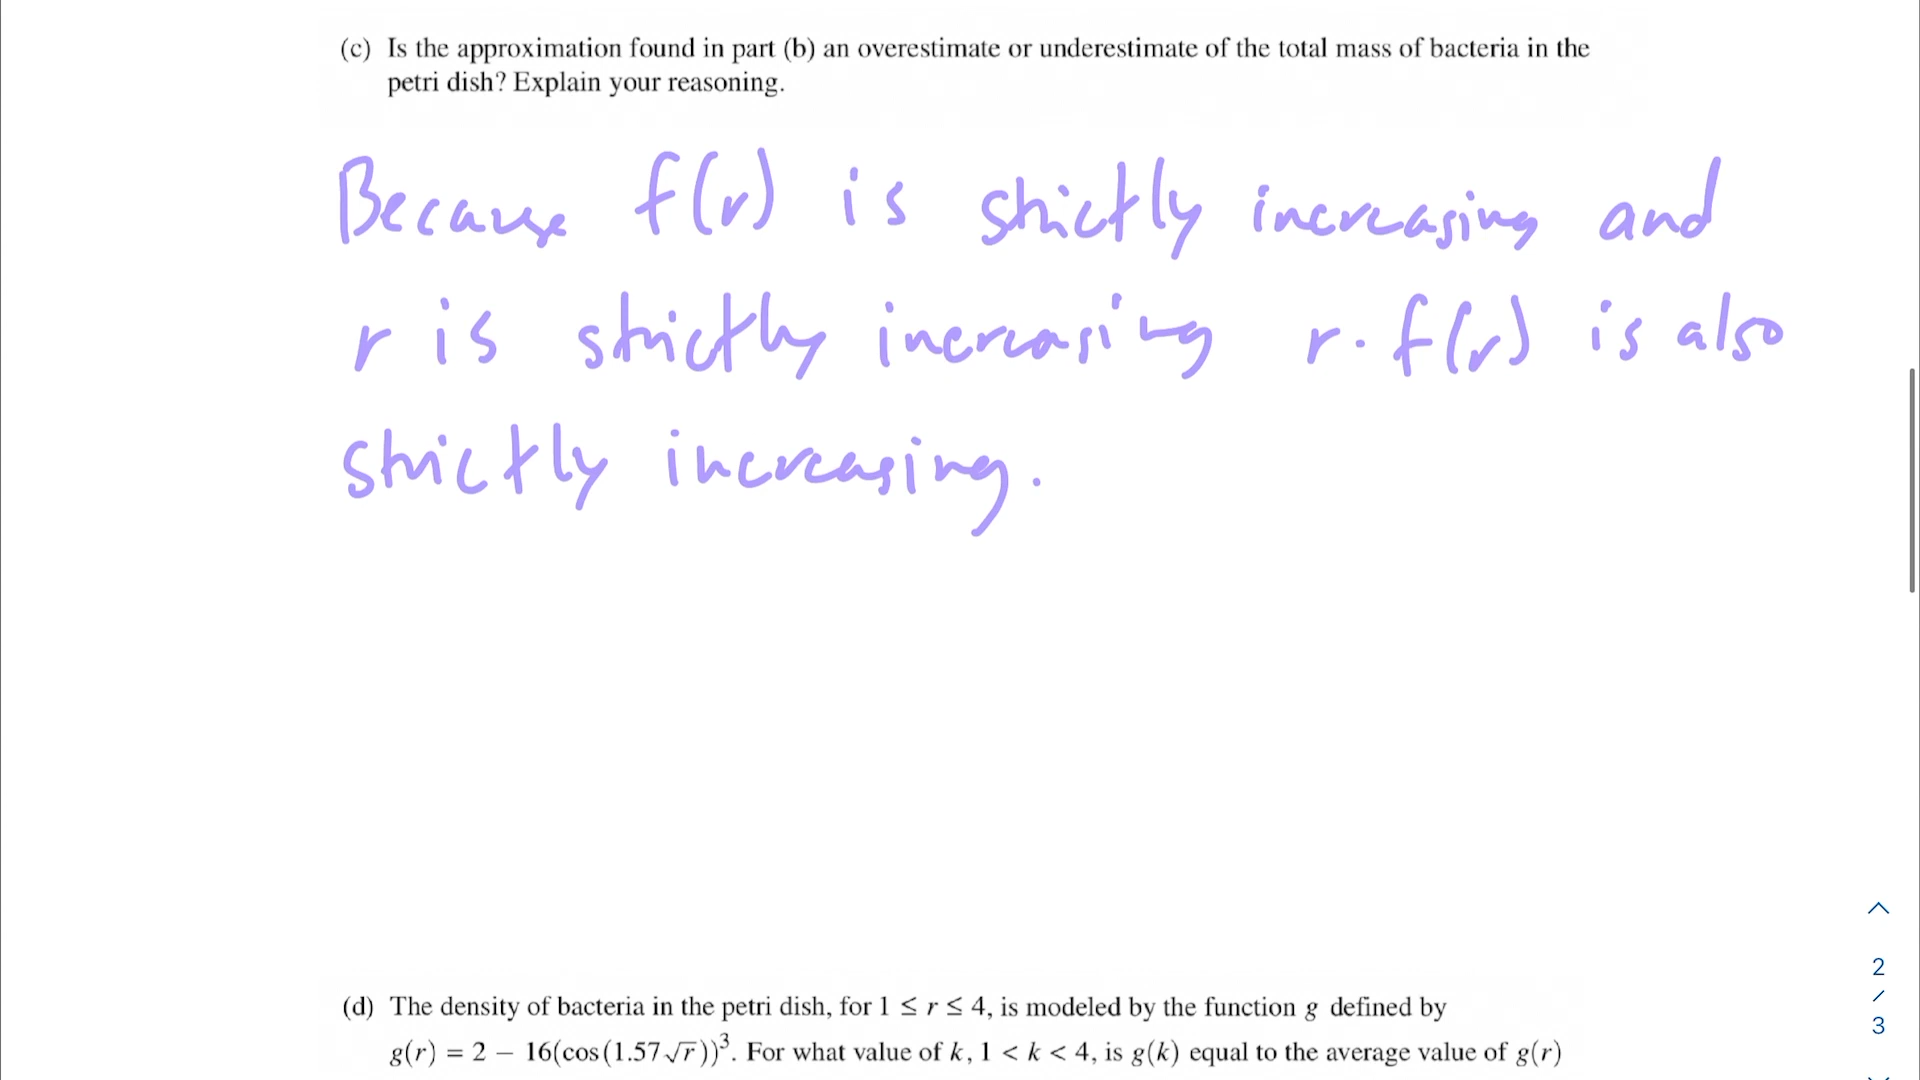 (c) Is the approximation found in part (b) an overestimate or underestimate of the total mass of bacteria in the
petri dish? Explain your reasoning.
Because f(r) is strictly increasing and
r is strictly increasing r · f(r) is also
strictly increasing.
(d) The density of bacteria in the petri dish, for 1 ≤ r ≤ 4, is modeled by the function g defined by
g(r) = 2 − 16(cos(1.57√r))³. For what value of k, 1 < k < 4, is g(k) equal to the average value of g(r)
2
/
3